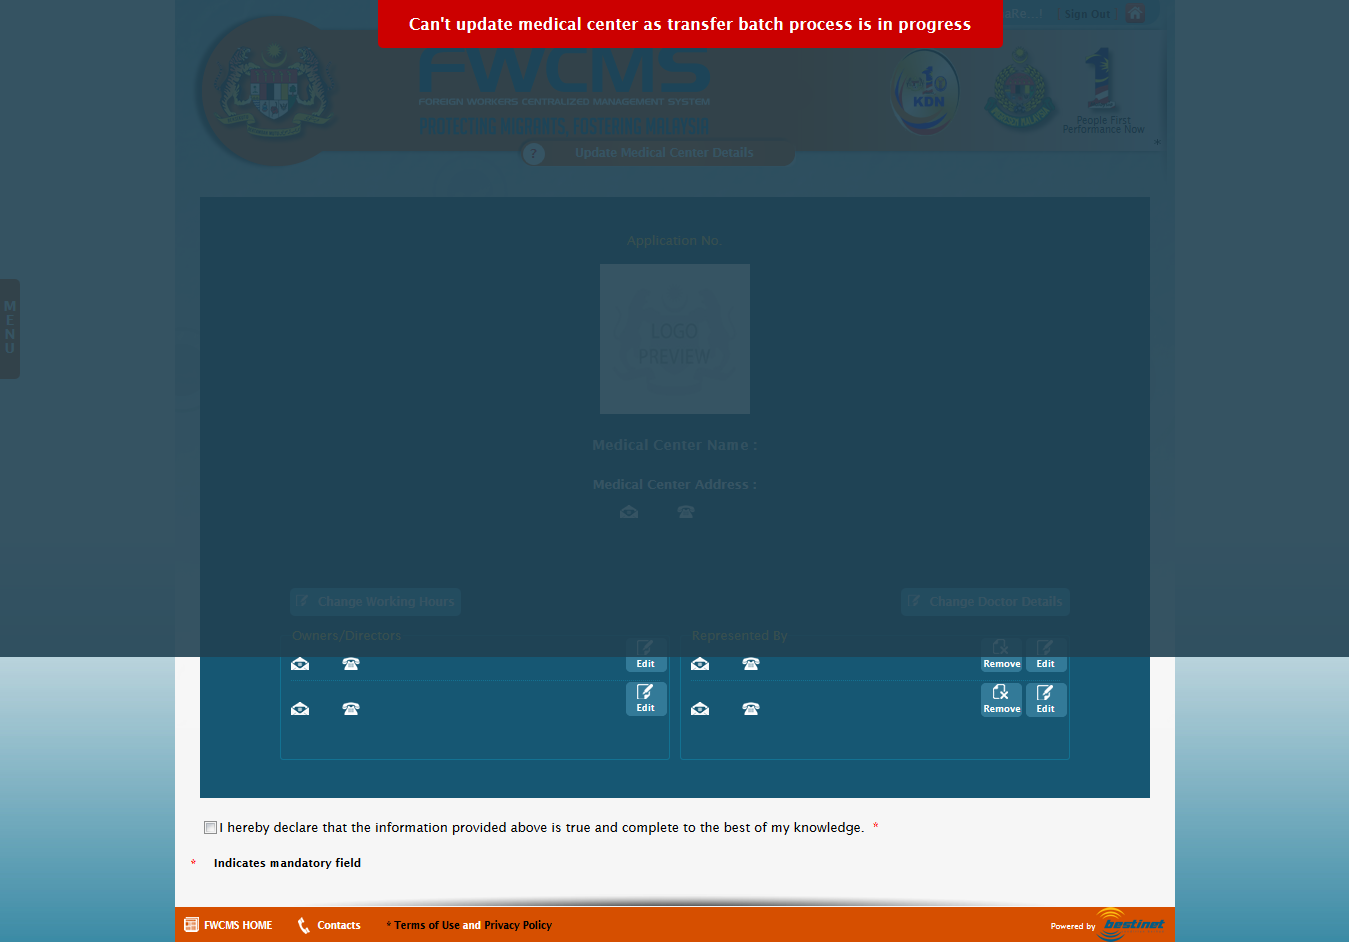 Can't update medical center as transfer batch process is in progress
Sign Out
FWCMS
FOREIGN WORKERS CENTRALIZED MANAGEMENT SYSTEM
PROTECTING MIGRANTS, FOSTERING MALAYSIA
1
KDN
1
People First
Performance Now
*
? Update Medical Center Details
MENU
Application No.
LOGO
PREVIEW
Medical Center Name :
Medical Center Address :
Change Working Hours
Change Doctor Details
Owners/Directors
Represented By
Edit
Remove
Edit
Edit
Remove
Edit
I hereby declare that the information provided above is true and complete to the best of my knowledge. *
* Indicates mandatory field
FWCMS HOME
Contacts
* Terms of Use and Privacy Policy
Powered by bestinet